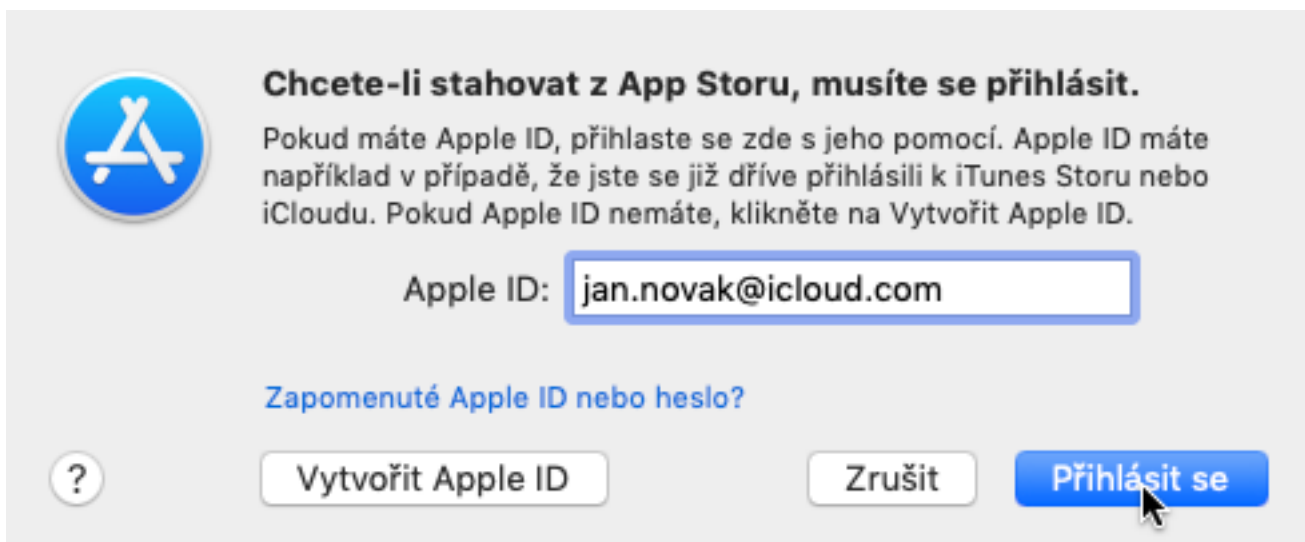 Chcete-li stahovat z App Storu, musíte se přihlásit.
Pokud máte Apple ID, přihlaste se zde s jeho pomocí. Apple ID máte
například v případě, že jste se již dříve přihlásili k iTunes Storu nebo
iCloudu. Pokud Apple ID nemáte, klikněte na Vytvořit Apple ID.
Apple ID: jan.novak@icloud.com
Zapomenuté Apple ID nebo heslo?
? Vytvořit Apple ID Zrušit Přihlásit se